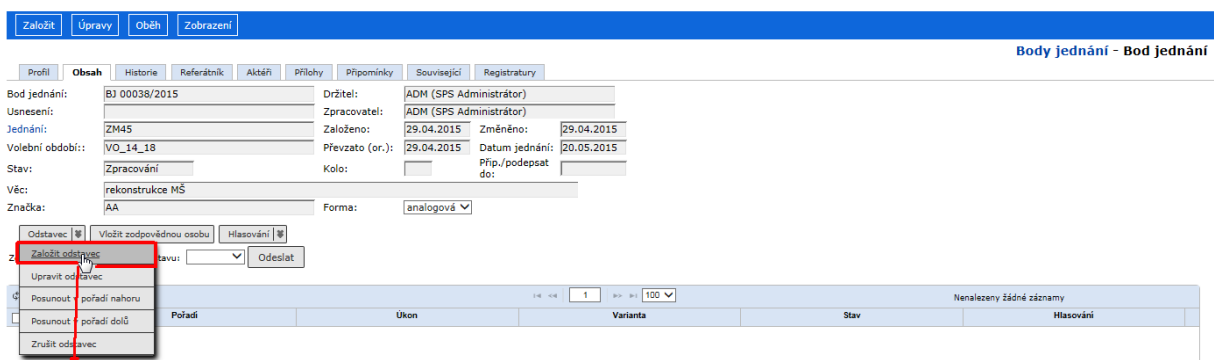 Založit Úpravy Oběh Zobrazení
Body jednání - Bod jednání
Profil Obsah Historie Referátník Aktéři Přílohy Připomínky Související Registratury
Bod jednání: BJ 00038/2015 Držitel: ADM (SPS Administrátor)
Usnesení: Zpracovatel: ADM (SPS Administrátor)
Jednání: ZM45 Založeno: 29.04.2015 Změněno: 29.04.2015
Volební období:: VO_14_18 Převzato (or.): 29.04.2015 Datum jednání: 20.05.2015
Stav: Zpracování Kolo: Přip./podepsat do:
Věc: rekonstrukce MŠ
Značka: AA Forma: analogová
Odstavec Vložit zodpovědnou osobu Hlasování
Založit odstavec tavu: Odeslat
Upravit odstavec
Posunout v pořadí nahoru 1 100 Nenalezeny žádné záznamy
Posunout v pořadí dolů Pořadí Úkon Varianta Stav Hlasování
Zrušit odstavec